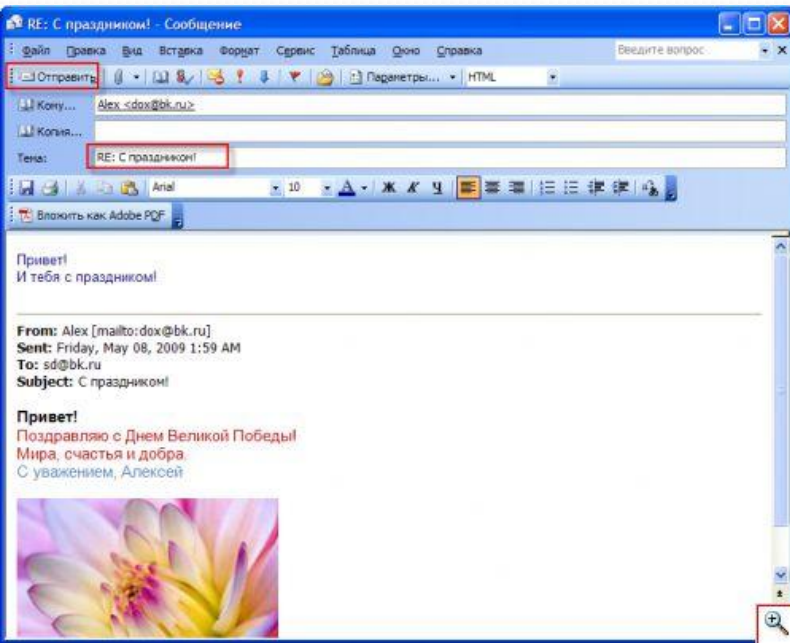 RE: С праздником! - Сообщение
Файл Правка Вид Вставка Формат Сервис Таблица Окно Справка Введите вопрос
Отправить Параметры... HTML
Кому... Alex <dox@bk.ru>
Копия...
Тема: RE: С праздником!
Arial 10 А Ж К Ч
Вложить как Adobe PDF
Привет!
И тебя с праздником!
From: Alex [mailto:dox@bk.ru]
Sent: Friday, May 08, 2009 1:59 AM
To: sd@bk.ru
Subject: С праздником!
Привет!
Поздравляю с Днем Великой Победы!
Мира, счастья и добра.
С уважением, Алексей